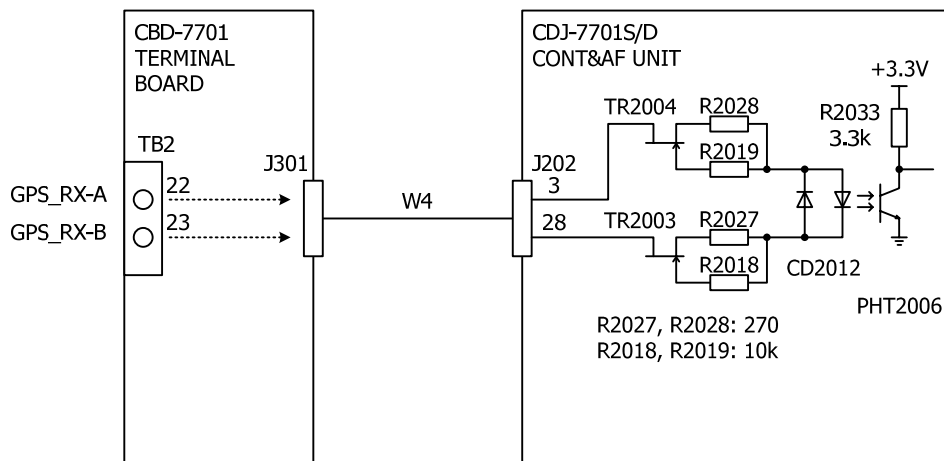 CBD-7701
TERMINAL
BOARD
TB2
GPS_RX-A
22
GPS_RX-B
23
J301
W4
CDJ-7701S/D
CONT&AF UNIT
J202
3
28
TR2004
R2028
R2019
TR2003
R2027
R2018
+3.3V
R2033
3.3k
CD2012
PHT2006
R2027, R2028: 270
R2018, R2019: 10k